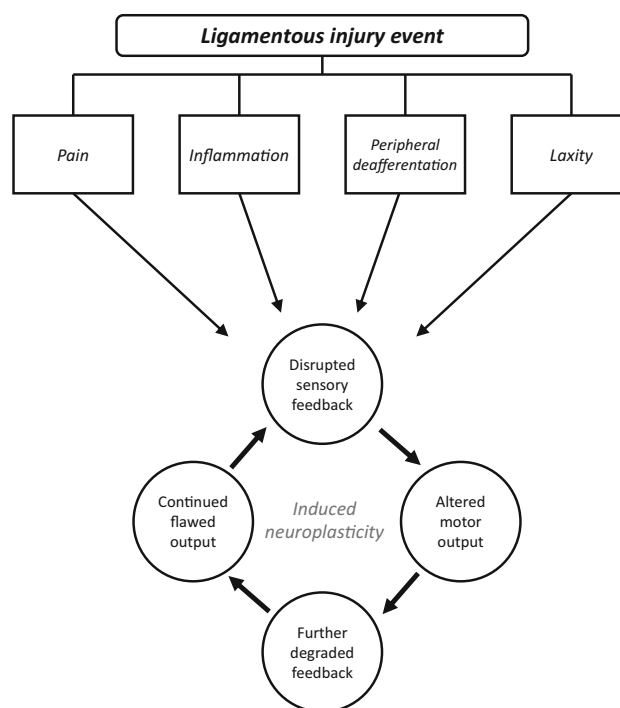 Ligamentous injury event
Pain
Inflammation
Peripheral
deafferentation
Laxity
Disrupted
sensory
feedback
Continued
flawed
output
Induced
neuroplasticity
Altered
motor
output
Further
degraded
feedback